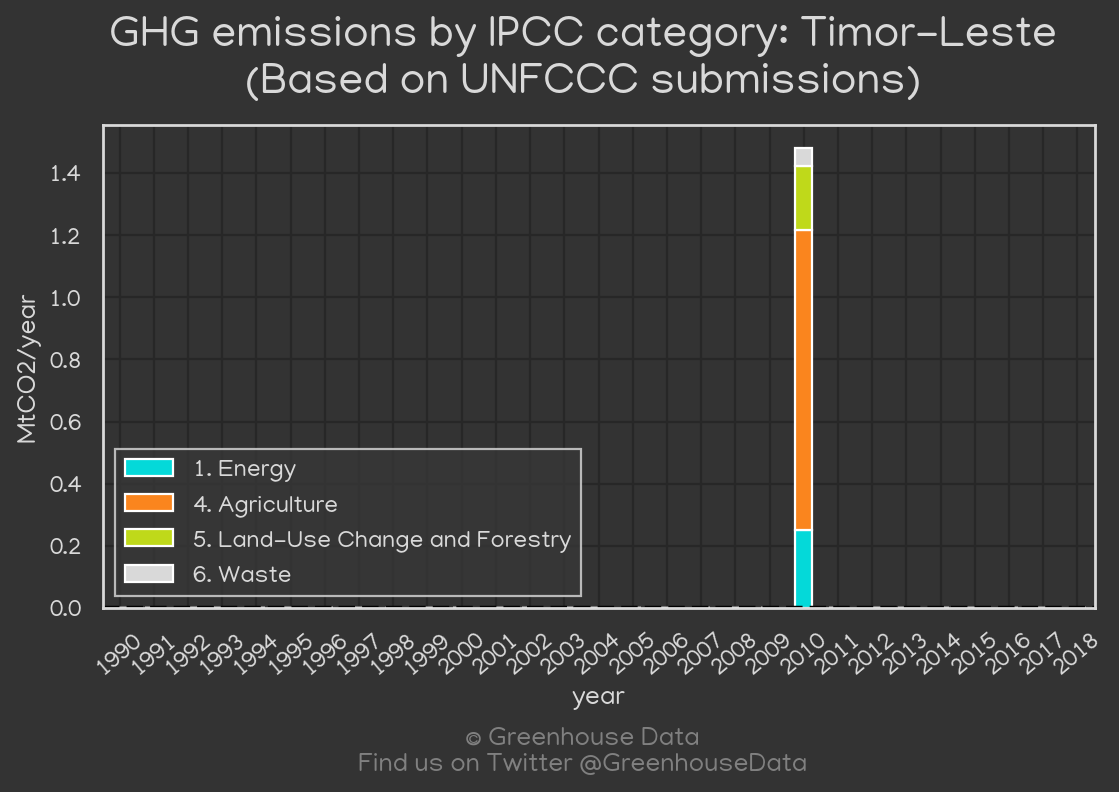 GHG emissions by IPCC category: Timor-Leste
(Based on UNFCCC submissions)
MtCO2/year
1.4
1.2
1.0
0.8
0.6
0.4
0.2
0.0
1. Energy
4. Agriculture
5. Land-Use Change and Forestry
6. Waste
1990 1991 1992 1993 1994 1995 1996 1997 1998 1999 2000 2001 2002 2003 2004 2005 2006 2007 2008 2009 2010 2011 2012 2013 2014 2015 2016 2017 2018
year
© Greenhouse Data
Find us on Twitter @GreenhouseData